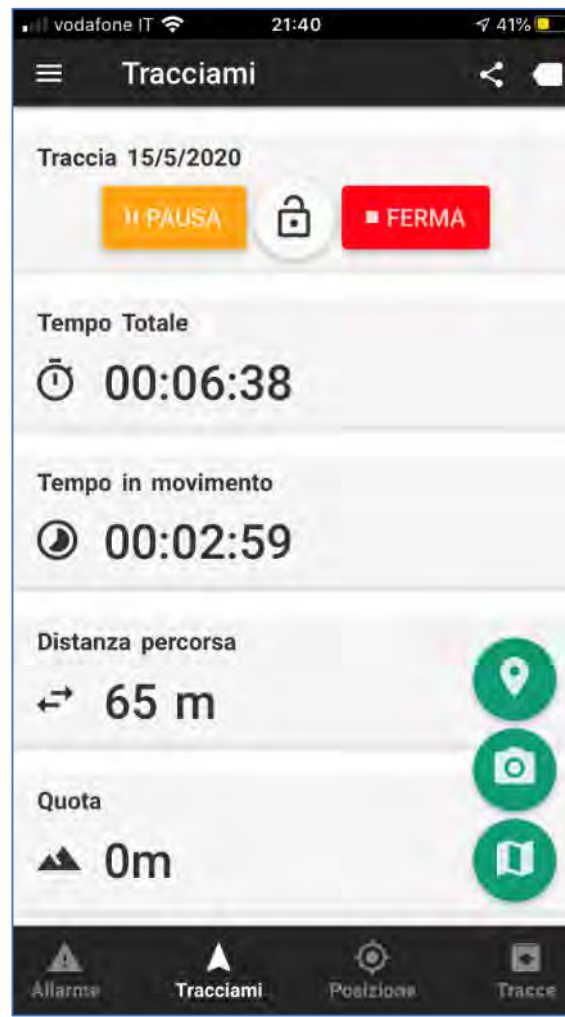 vodafone IT 21:40 41%
Tracciami
Traccia 15/5/2020
PAUSA FERMA
Tempo Totale
00:06:38
Tempo in movimento
00:02:59
Distanza percorsa
65 m
Quota
0m
Allarme Tracciami Posizione Tracce